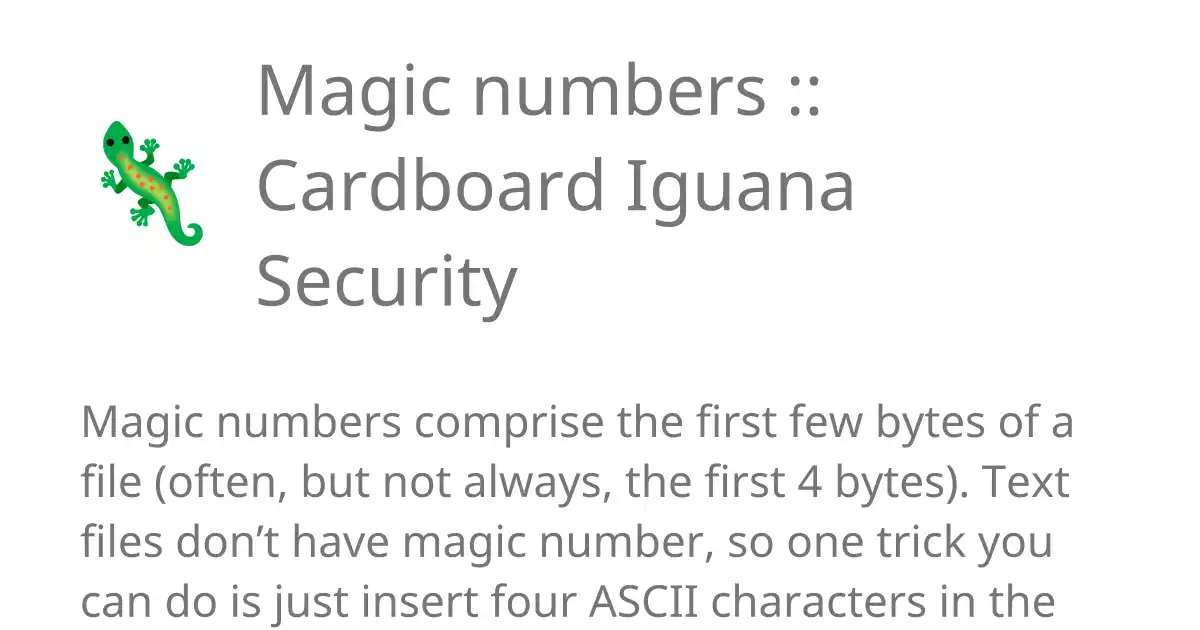 Magic numbers ::
Cardboard Iguana
Security
Magic numbers comprise the first few bytes of a
file (often, but not always, the first 4 bytes). Text
files don’t have magic number, so one trick you
can do is just insert four ASCII characters in the